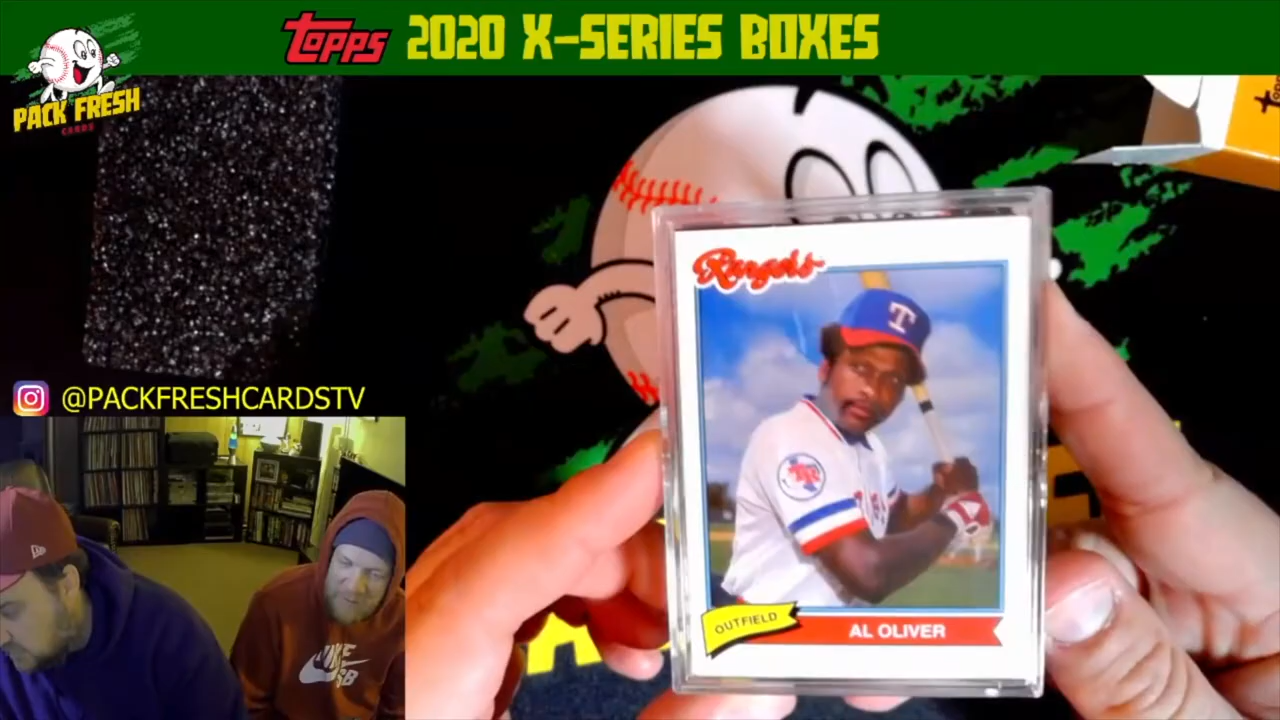 TOPPS 2020 X-SERIES BOXES
PACK FRESH
CARDS
Rangers
T
@PACKFRESHCARDSTV
OUTFIELD
AL OLIVER
NIKE
SB